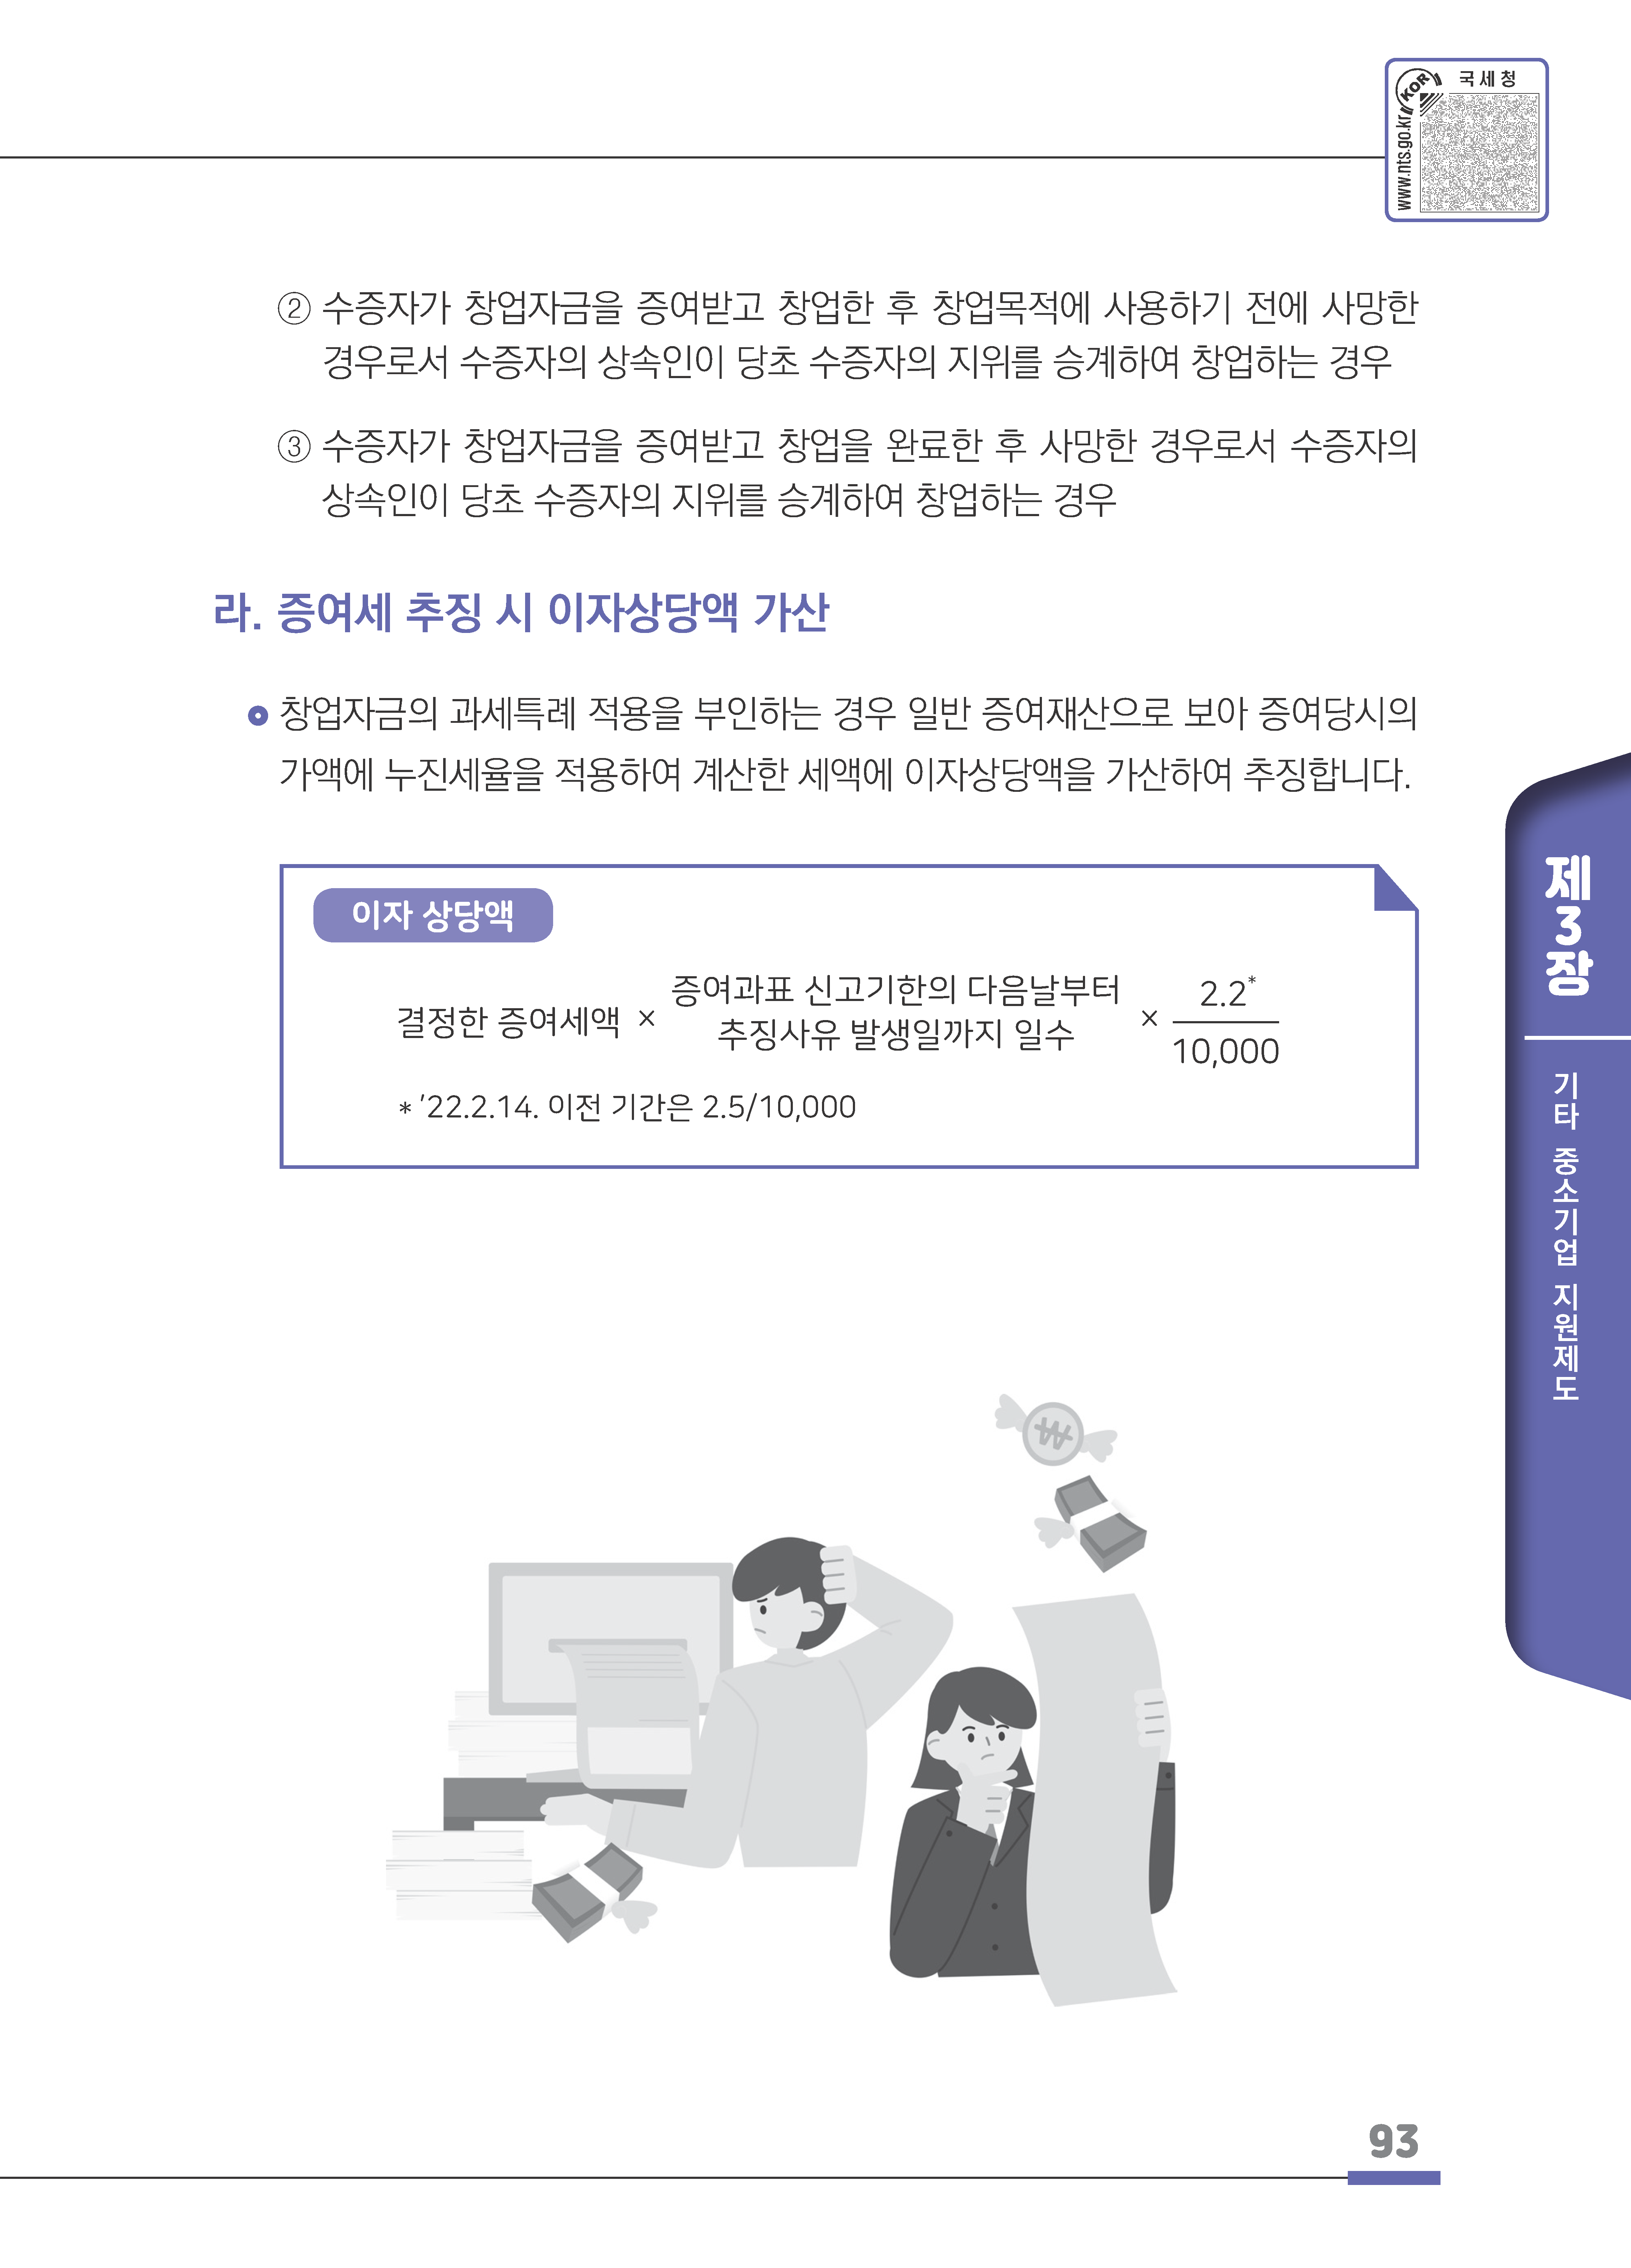 국세청
KOR
www.nts.go.kr
② 수증자가 창업자금을 증여받고 창업한 후 창업목적에 사용하기 전에 사망한
경우로서 수증자의 상속인이 당초 수증자의 지위를 승계하여 창업하는 경우
③ 수증자가 창업자금을 증여받고 창업을 완료한 후 사망한 경우로서 수증자의
상속인이 당초 수증자의 지위를 승계하여 창업하는 경우
라. 증여세 추징 시 이자상당액 가산
창업자금의 과세특례 적용을 부인하는 경우 일반 증여재산으로 보아 증여당시의
가액에 누진세율을 적용하여 계산한 세액에 이자상당액을 가산하여 추징합니다.
이자 상당액
결정한 증여세액 × 증여과표 신고기한의 다음날부터 추징사유 발생일까지 일수 × 2.2*/10,000
* ’22.2.14. 이전 기간은 2.5/10,000
제3장
기타 중소기업 지원제도
₩
93